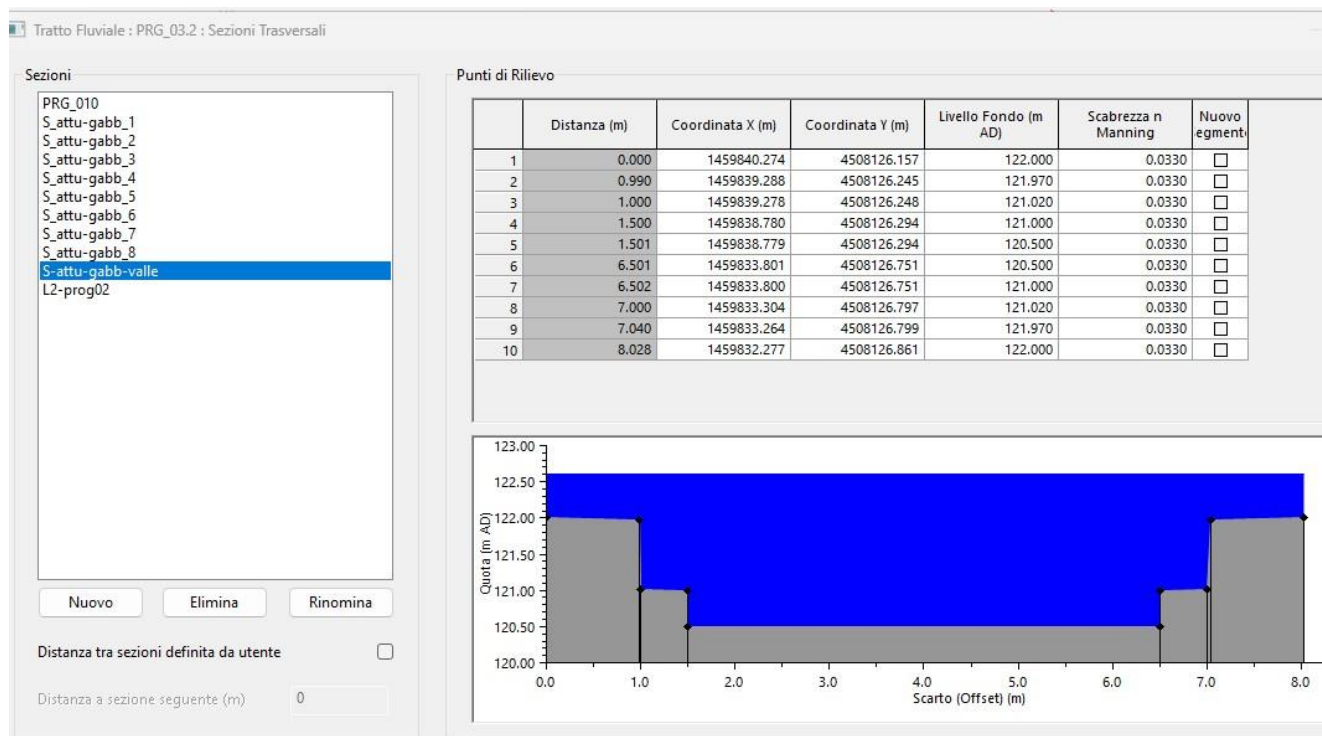 Tratto Fluviale : PRG_03.2 : Sezioni Trasversali
Sezioni
PRG_010
S_attu-gabb_1
S_attu-gabb_2
S_attu-gabb_3
S_attu-gabb_4
S_attu-gabb_5
S_attu-gabb_6
S_attu-gabb_7
S_attu-gabb_8
S-attu-gabb-valle
L2-prog02
Nuovo Elimina Rinomina
Distanza tra sezioni definita da utente
Distanza a sezione seguente (m) 0
Punti di Rilievo
Distanza (m) Coordinata X (m) Coordinata Y (m) Livello Fondo (m AD) Scabrezza n Manning Nuovo egmento
1 0.000 1459840.274 4508126.157 122.000 0.0330
2 0.990 1459839.288 4508126.245 121.970 0.0330
3 1.000 1459839.278 4508126.248 121.020 0.0330
4 1.500 1459838.780 4508126.294 121.000 0.0330
5 1.501 1459838.779 4508126.294 120.500 0.0330
6 6.501 1459833.801 4508126.751 120.500 0.0330
7 6.502 1459833.800 4508126.751 121.000 0.0330
8 7.000 1459833.304 4508126.797 121.020 0.0330
9 7.040 1459833.264 4508126.799 121.970 0.0330
10 8.028 1459832.277 4508126.861 122.000 0.0330
Quota (m AD)
123.00
122.50
122.00
121.50
121.00
120.50
120.00
0.0 1.0 2.0 3.0 4.0 5.0 6.0 7.0 8.0
Scarto (Offset) (m)